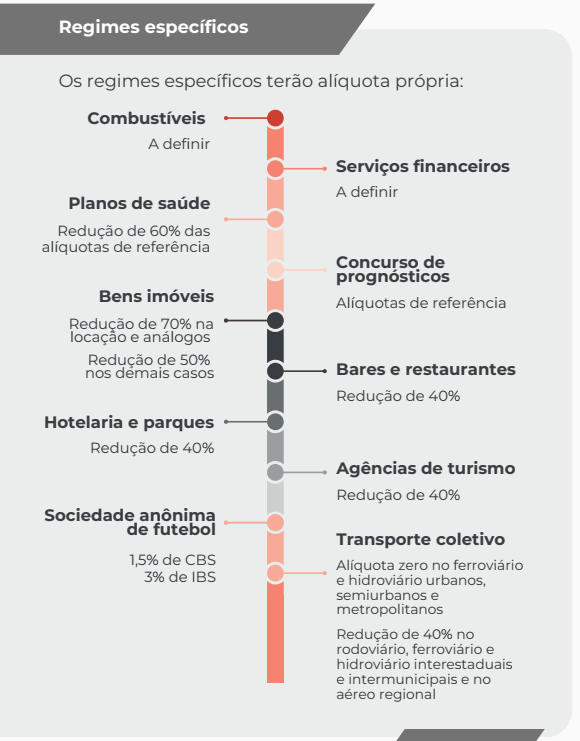 Regimes específicos
Os regimes específicos terão alíquota própria:
Combustíveis
A definir
Serviços financeiros
A definir
Planos de saúde
Redução de 60% das
alíquotas de referência
Concurso de
prognósticos
Alíquotas de referência
Bens imóveis
Redução de 70% na
locação e análogos
Redução de 50%
nos demais casos
Bares e restaurantes
Redução de 40%
Hotelaria e parques
Redução de 40%
Agências de turismo
Redução de 40%
Sociedade anônima
de futebol
1,5% de CBS
3% de IBS
Transporte coletivo
Alíquota zero no ferroviário
e hidroviário urbanos,
semiurbanos e
metropolitanos
Redução de 40% no
rodoviário, ferroviário e
hidroviário interestaduais
e intermunicipais e no
aéreo regional